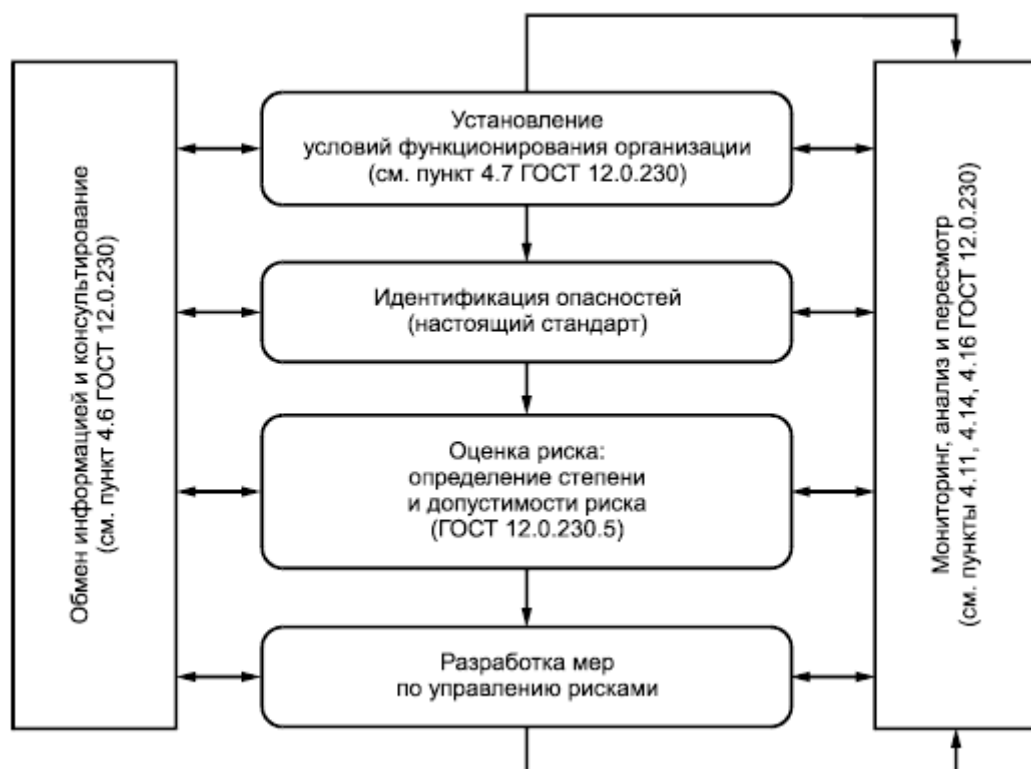 Обмен информацией и консультирование
(см. пункт 4.6 ГОСТ 12.0.230)
Установление
условий функционирования организации
(см. пункт 4.7 ГОСТ 12.0.230)
Идентификация опасностей
(настоящий стандарт)
Оценка риска:
определение степени
и допустимости риска
(ГОСТ 12.0.230.5)
Разработка мер
по управлению рисками
Мониторинг, анализ и пересмотр
(см. пункты 4.11, 4.14, 4.16 ГОСТ 12.0.230)